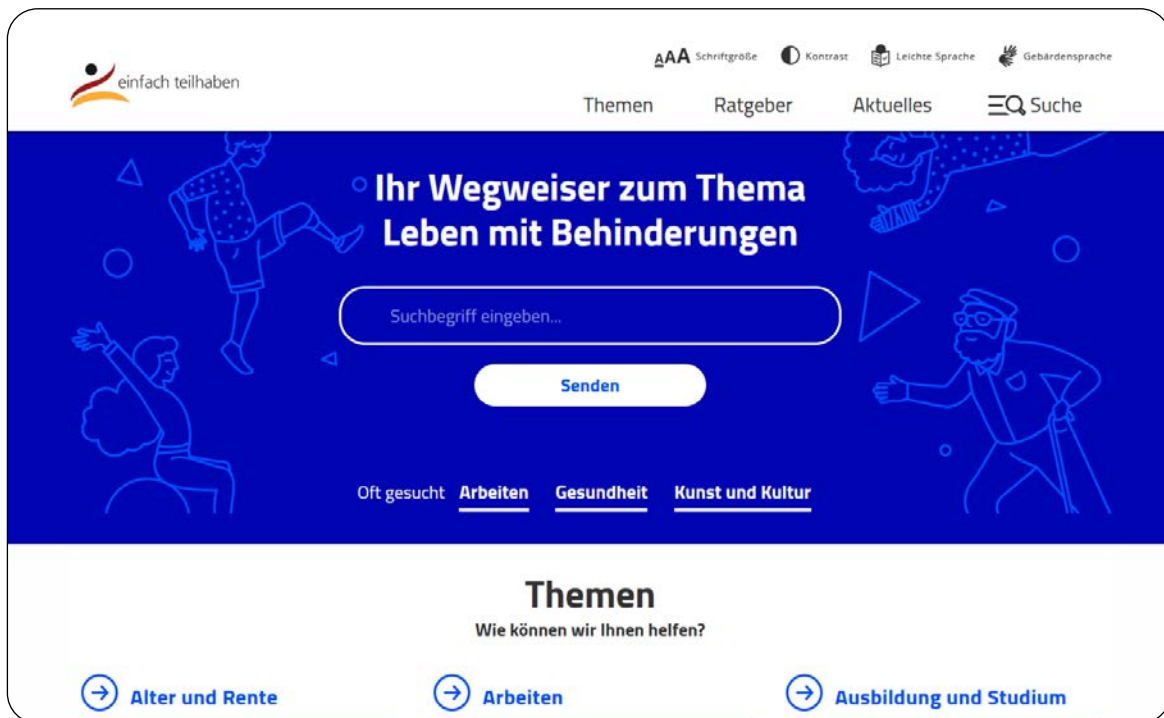 einfach teilhaben
AAA Schriftgröße Kontrast Leichte Sprache Gebärdensprache
Themen Ratgeber Aktuelles Suche
Ihr Wegweiser zum Thema
Leben mit Behinderungen
Suchbegriff eingeben...
Senden
Oft gesucht Arbeiten Gesundheit Kunst und Kultur
Themen
Wie können wir Ihnen helfen?
Alter und Rente Arbeiten Ausbildung und Studium